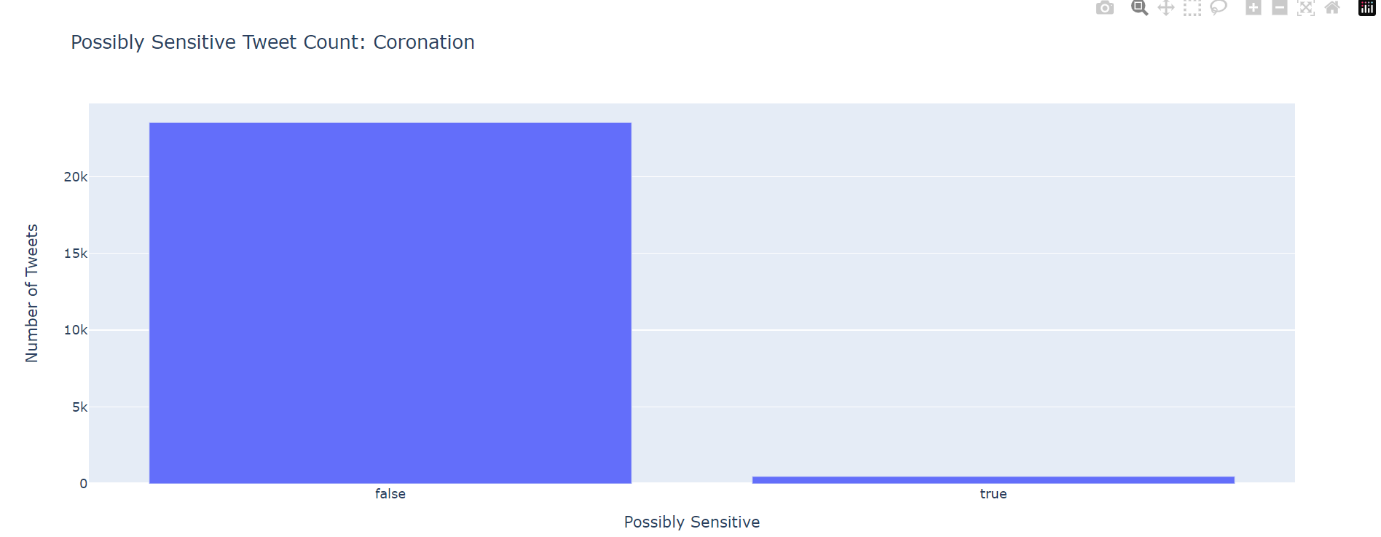 Possibly Sensitive Tweet Count: Coronation
Number of Tweets
20k
15k
10k
5k
0
false
true
Possibly Sensitive